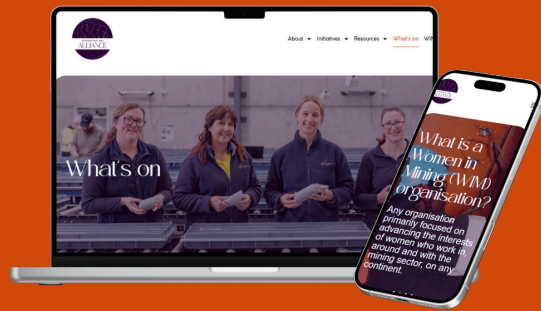 ALLIANCE
About Initiatives Resources What's on
What's on
What is a
Women in
Mining (WIM)
organisation?
Any organisation
primarily focused on
advancing the interests
of women who work in,
around and with the
mining sector, on any
continent.